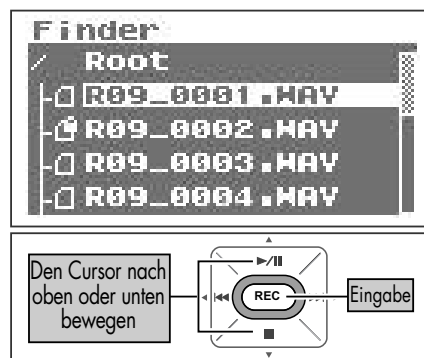 Finder
/ Root
R09_0001.WAV
R09_0002.WAV
R09_0003.WAV
R09_0004.WAV
Den Cursor nach
oben oder unten
bewegen
REC
Eingabe